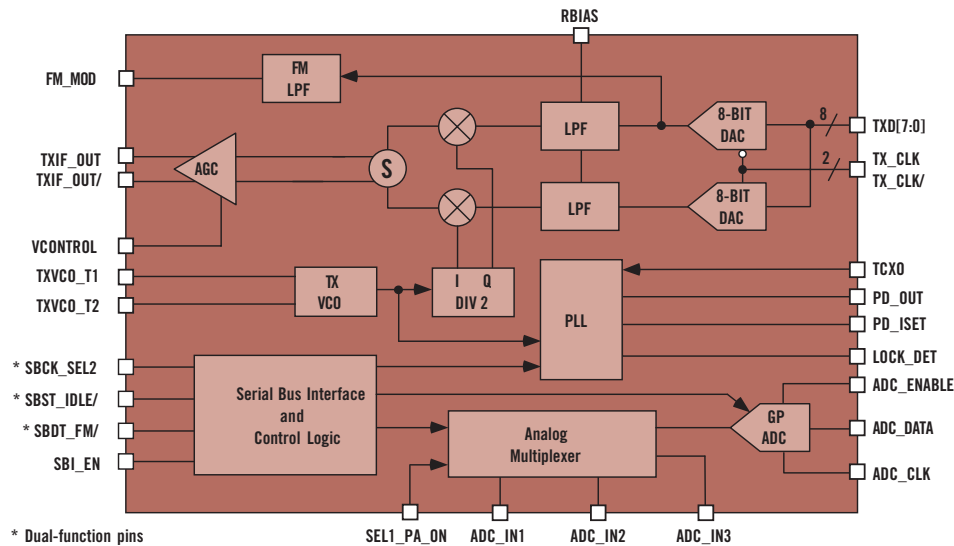 RBIAS
FM_MOD
FM
LPF
TXIF_OUT
TXIF_OUT/
AGC
S
LPF
LPF
8-BIT
DAC
8-BIT
DAC
8
2
TXD[7:0]
TX_CLK
TX_CLK/
VCONTROL
TXVCO_T1
TXVCO_T2
TX
VCO
I Q
DIV 2
PLL
TCXO
PD_OUT
PD_ISET
LOCK_DET
* SBCK_SEL2
* SBST_IDLE/
* SBDT_FM/
SBI_EN
Serial Bus Interface
and
Control Logic
Analog
Multiplexer
GP
ADC
ADC_ENABLE
ADC_DATA
ADC_CLK
SEL1_PA_ON
ADC_IN1
ADC_IN2
ADC_IN3
* Dual-function pins